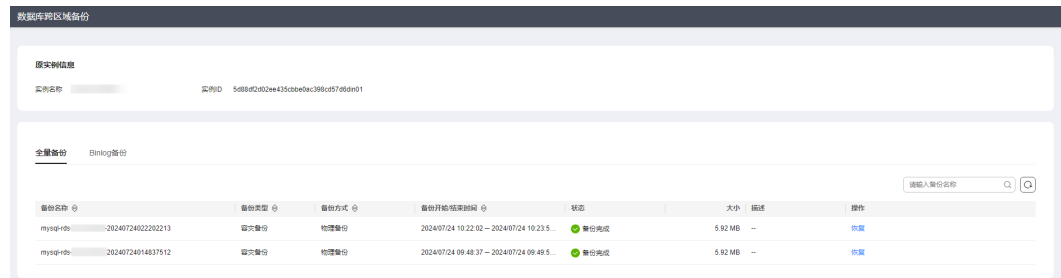 数据库跨区域备份
原实例信息
实例名称 实例ID 5d88df2d02ee435cbbe0ac398cd57d6din01
全量备份 Binlog备份
请输入备份名称
备份名称 备份类型 备份方式 备份开始/结束时间 状态 大小 描述 操作
mysql-rds- -20240724022202213 容灾备份 物理备份 2024/07/24 10:22:02 – 2024/07/24 10:23:5... 备份完成 5.92 MB -- 恢复
mysql-rds- 20240724014837512 容灾备份 物理备份 2024/07/24 09:48:37 – 2024/07/24 09:49:5... 备份完成 5.92 MB -- 恢复